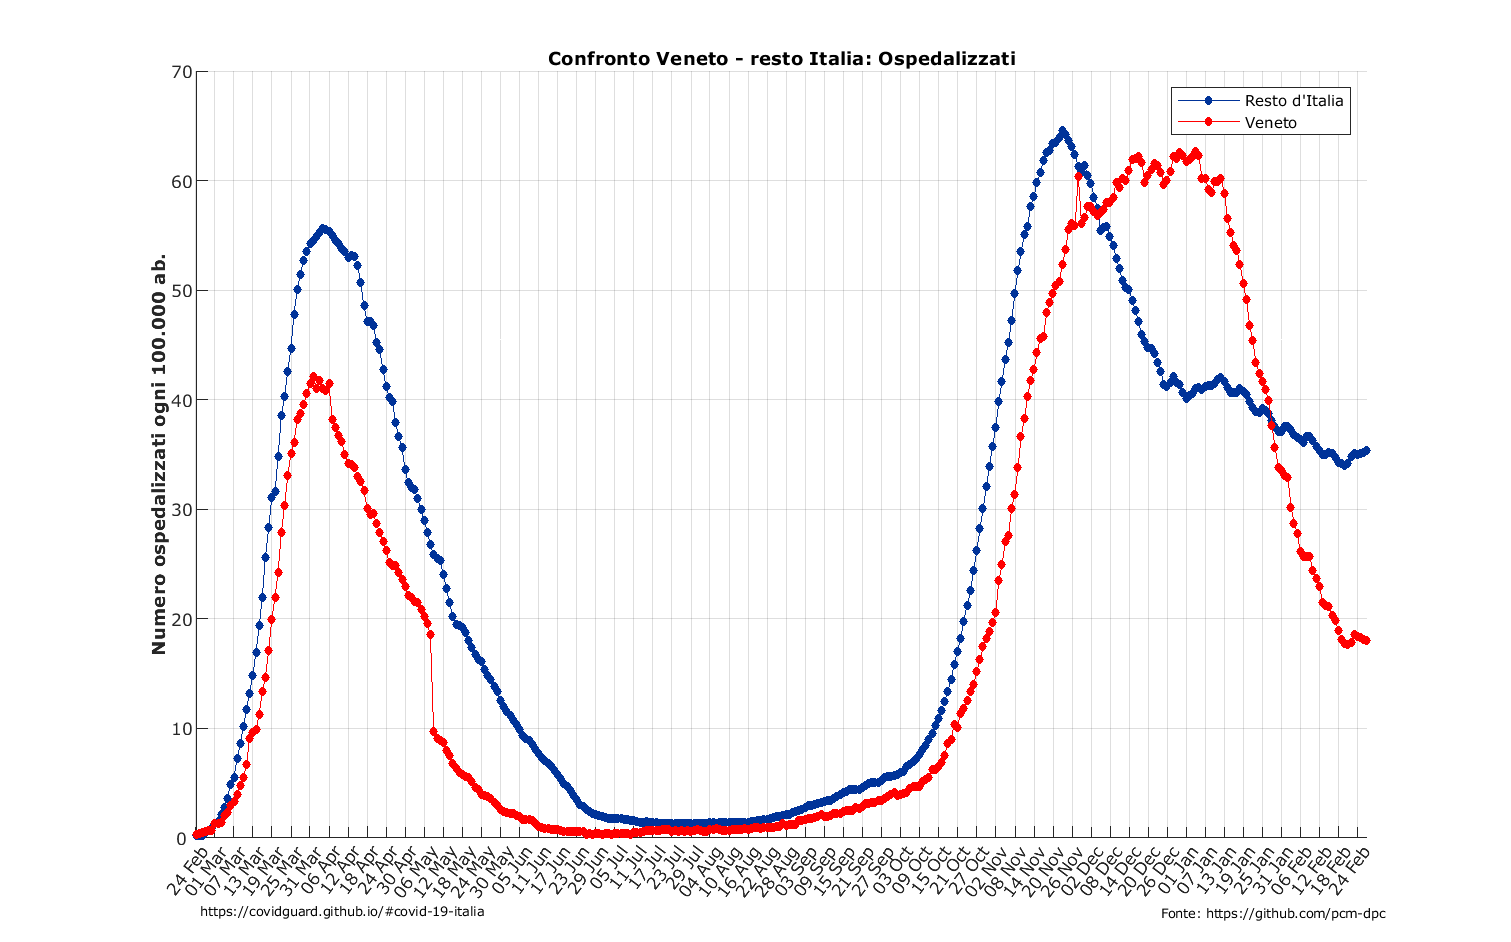 Confronto Veneto - resto Italia: Ospedalizzati
Numero ospedalizzati ogni 100.000 ab.
70
60
50
40
30
20
10
0
Resto d'Italia
Veneto
24 Feb
01 Mar
07 Mar
13 Mar
19 Mar
25 Mar
31 Mar
06 Apr
12 Apr
18 Apr
24 Apr
30 Apr
06 May
12 May
18 May
24 May
30 May
05 Jun
11 Jun
17 Jun
23 Jun
29 Jun
05 Jul
11 Jul
17 Jul
23 Jul
29 Jul
04 Aug
10 Aug
16 Aug
22 Aug
28 Aug
03 Sep
09 Sep
15 Sep
21 Sep
27 Sep
03 Oct
09 Oct
15 Oct
21 Oct
27 Oct
02 Nov
08 Nov
14 Nov
20 Nov
26 Nov
02 Dec
08 Dec
14 Dec
20 Dec
26 Dec
01 Jan
07 Jan
13 Jan
19 Jan
25 Jan
31 Jan
06 Feb
12 Feb
18 Feb
24 Feb
https://covidguard.github.io/#covid-19-italia
Fonte: https://github.com/pcm-dpc